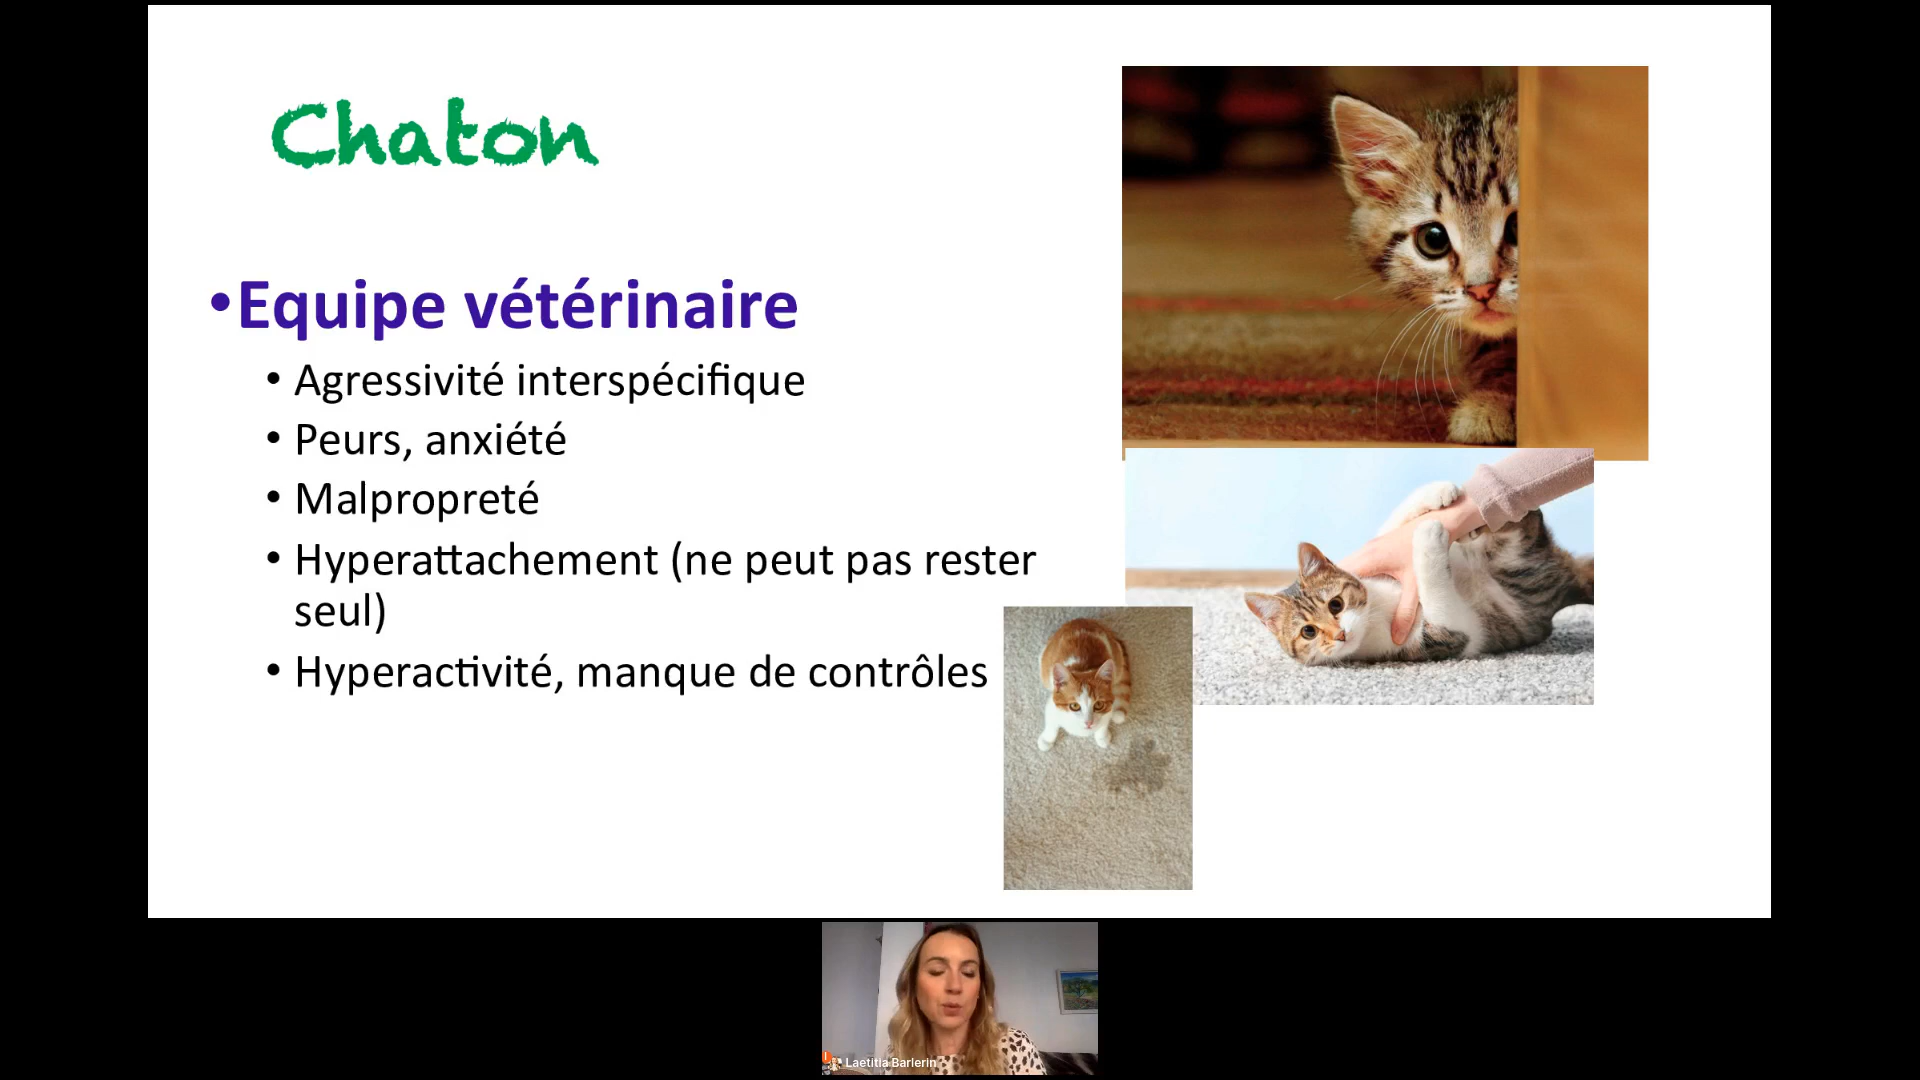 Chaton
•Equipe vétérinaire
• Agressivité interspécifique
• Peurs, anxiété
• Malpropreté
• Hyperattachement (ne peut pas rester
seul)
• Hyperactivité, manque de contrôles
Laetitia Barlerin